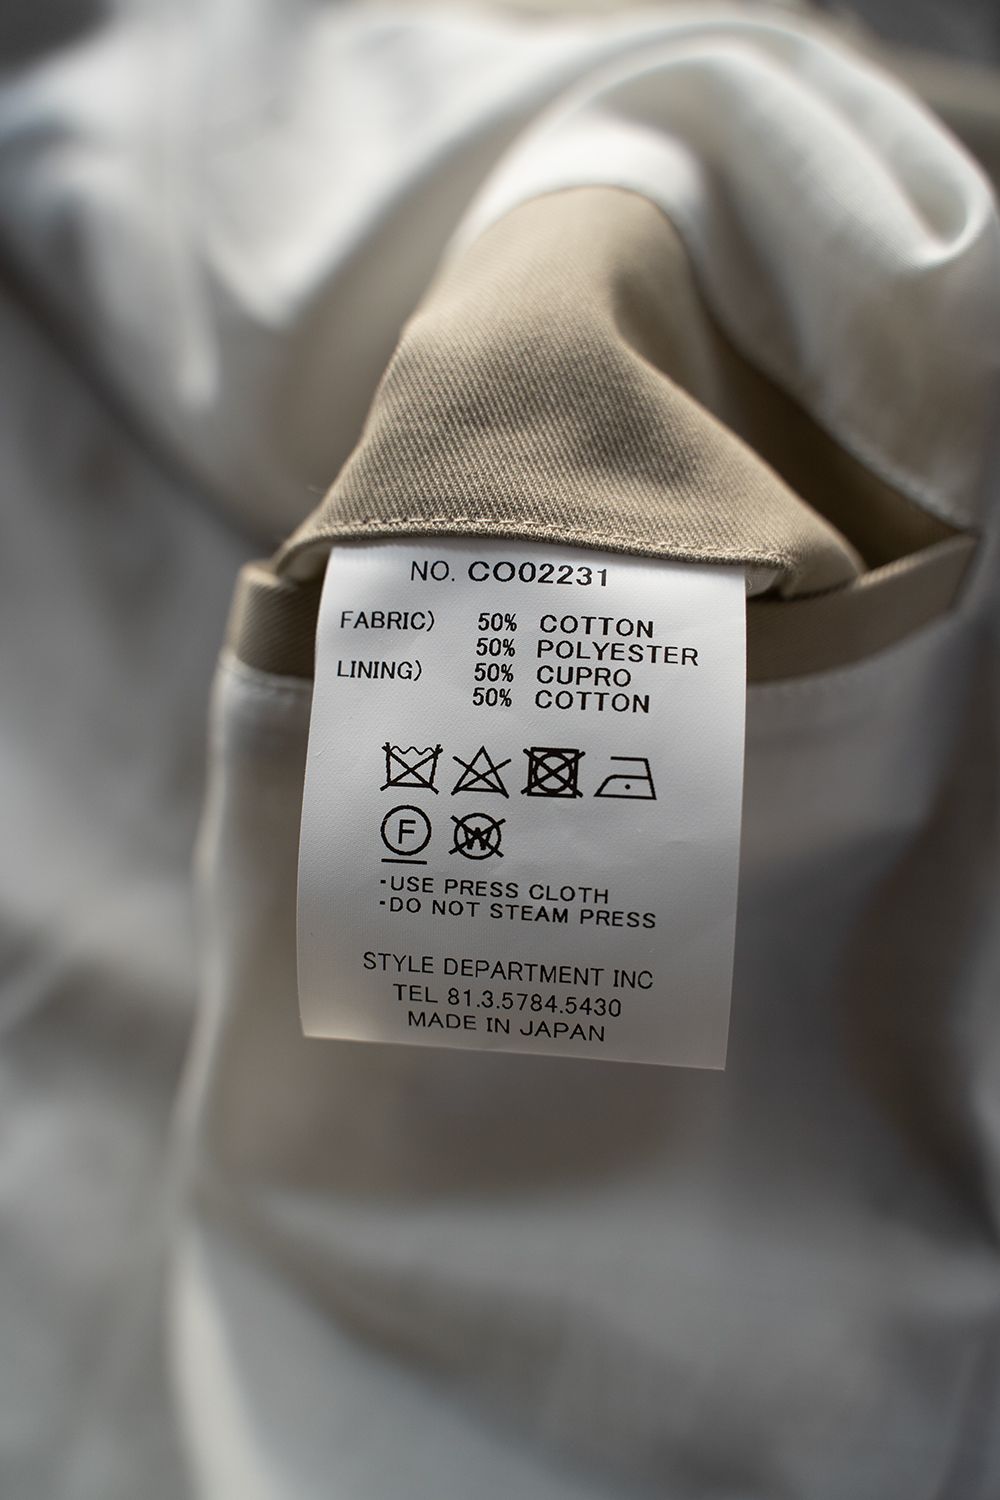 NO. CO02231
FABRIC) 50% COTTON
50% POLYESTER
LINING) 50% CUPRO
50% COTTON
F W
-USE PRESS CLOTH
-DO NOT STEAM PRESS
STYLE DEPARTMENT INC
TEL 81.3.5784.5430
MADE IN JAPAN